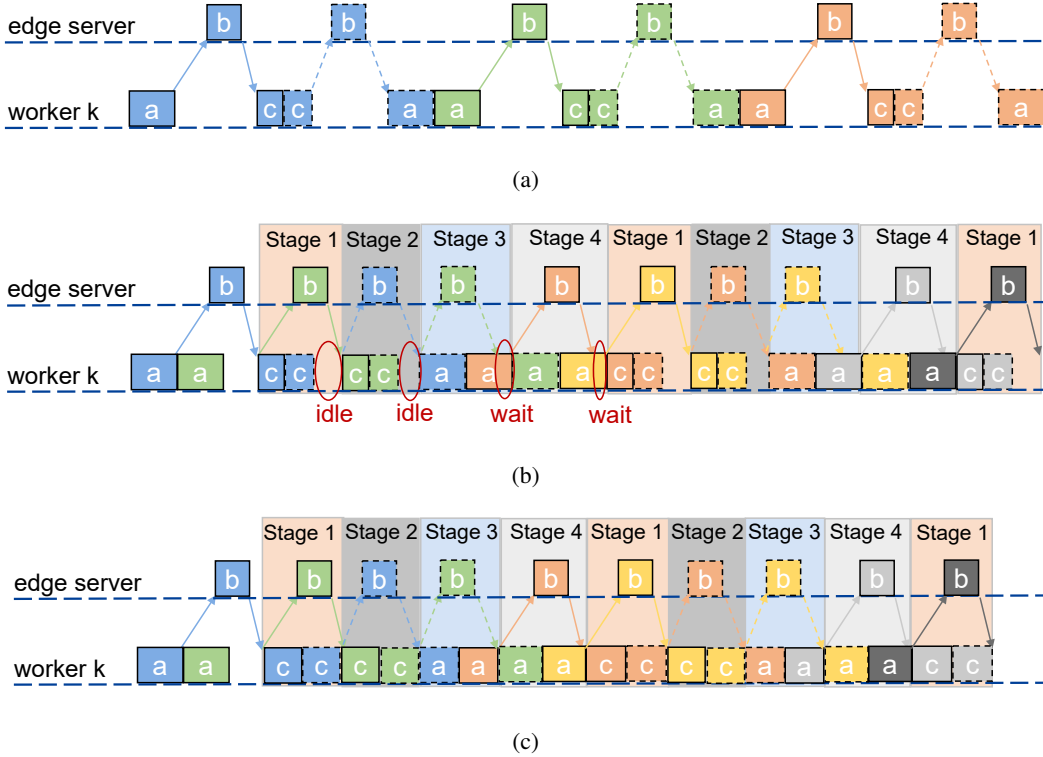 b b b b b b
edge server
a c c a a c c a a c c a
worker k
(a)
Stage 1 Stage 2 Stage 3 Stage 4 Stage 1 Stage 2 Stage 3 Stage 4 Stage 1
b b b b b b b b b b
edge server
a a c c c c a a a a c c c c a a a a c c
worker k
idle idle wait wait
(b)
Stage 1 Stage 2 Stage 3 Stage 4 Stage 1 Stage 2 Stage 3 Stage 4 Stage 1
b b b b b b b b b b
edge server
a a c c c c a a a a c c c c a a a a c c
worker k
(c)